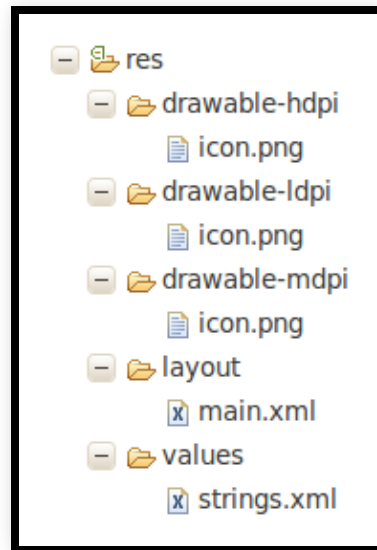 res
drawable-hdpi
icon.png
drawable-ldpi
icon.png
drawable-mdpi
icon.png
layout
main.xml
values
strings.xml